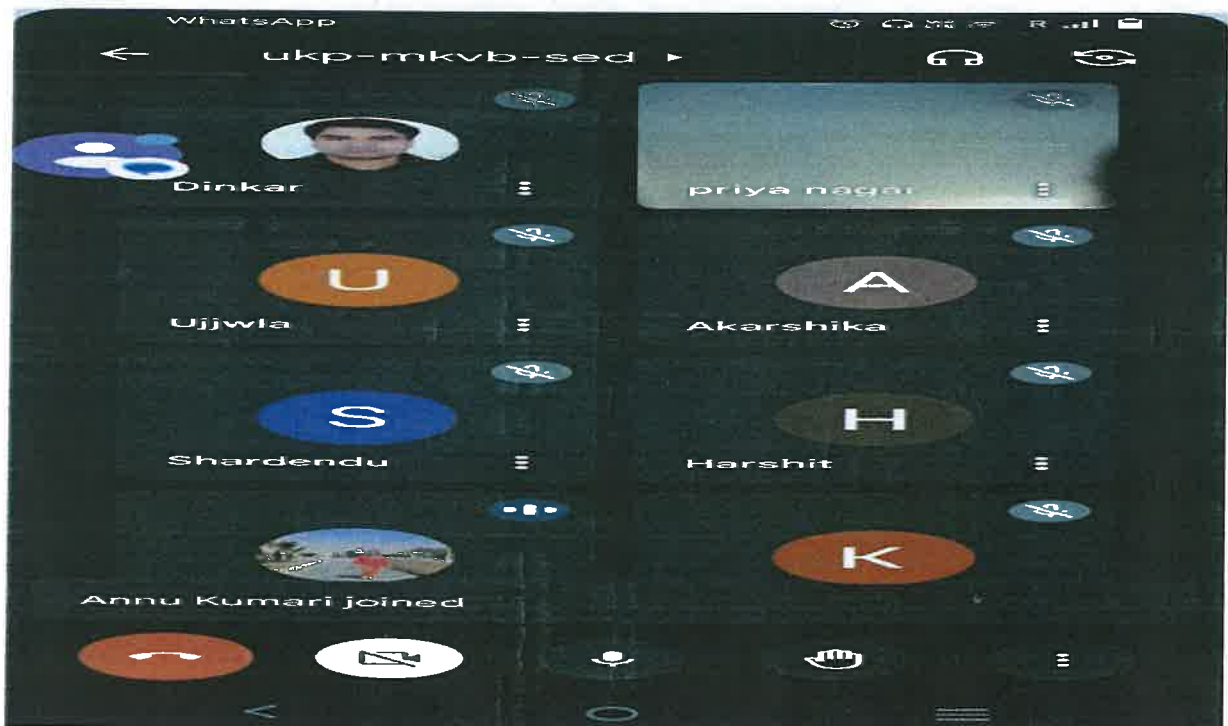 WhatsApp
R
ukp-mkvb-sed
Dinkar
priya nagar
U
A
Ujjwla
Akarshika
S
H
Shardendu
Harshit
K
Annu Kumari joined